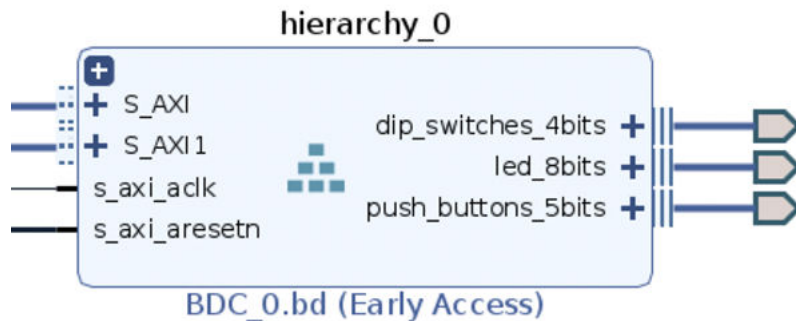 hierarchy_0
S_AXI
S_AXI1
s_axi_aclk
s_axi_aresetn
dip_switches_4bits
led_8bits
push_buttons_5bits
BDC_0.bd (Early Access)